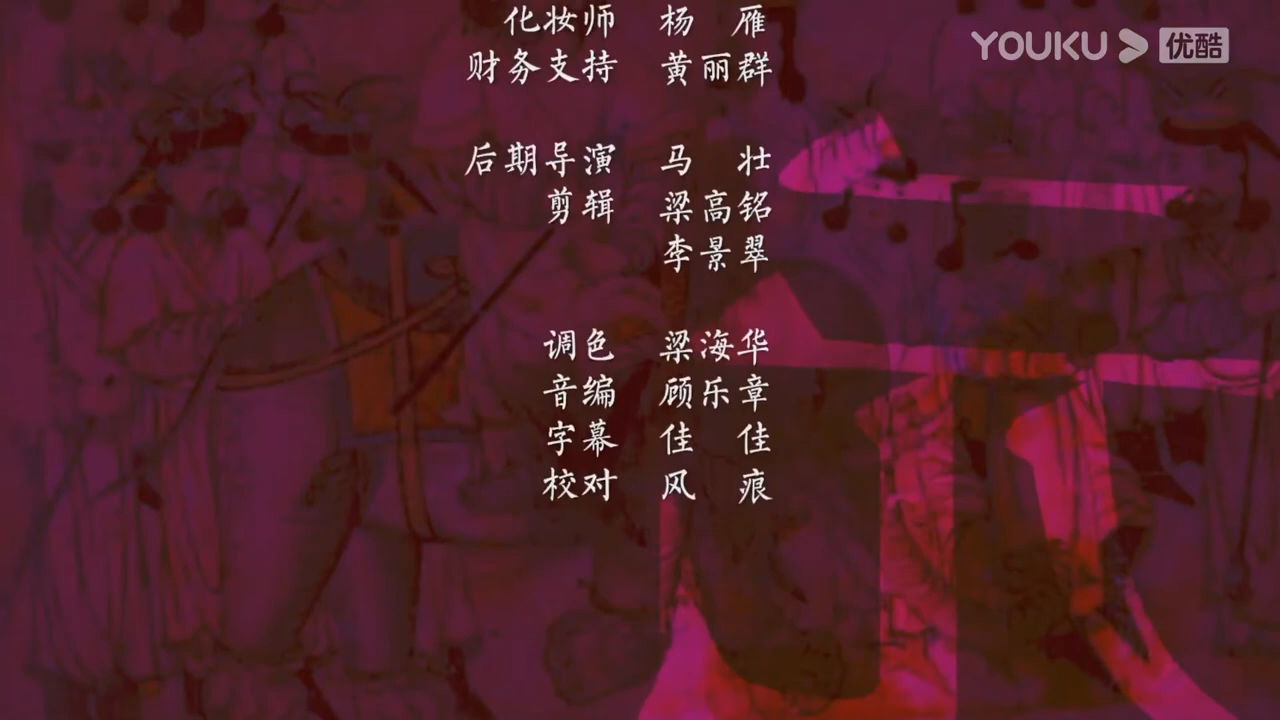 YOUKU 优酷
化妆师 杨雁
财务支持 黄丽群
后期导演 马壮
剪辑 梁高铭
李景翠
调色 梁海华
音编 顾乐章
字幕 佳佳
校对 风痕